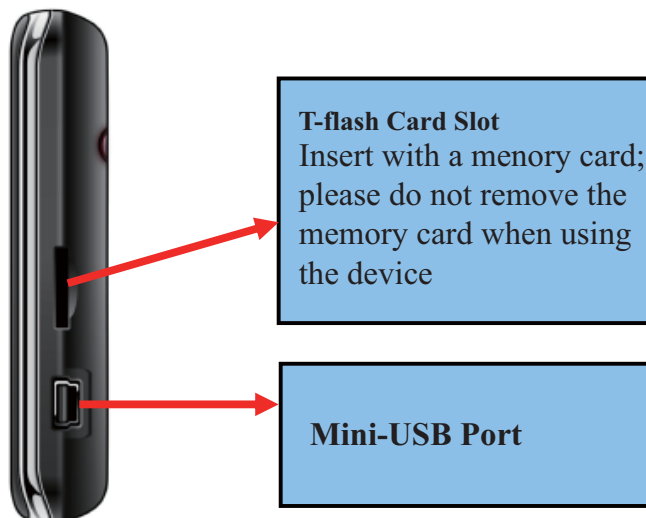 T-flash Card Slot
Insert with a menory card;
please do not remove the
memory card when using
the device
Mini-USB Port